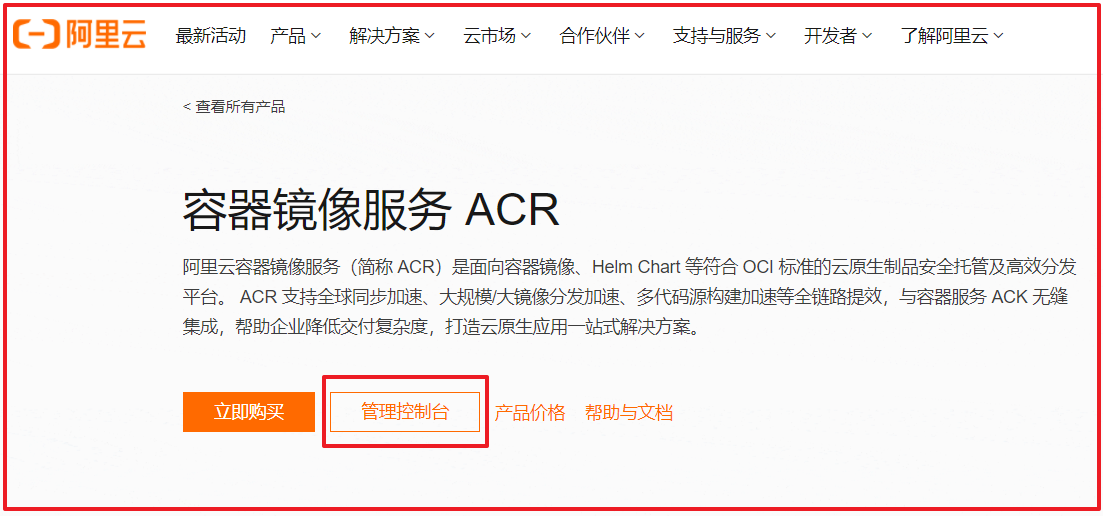 阿里云 最新活动 产品 解决方案 云市场 合作伙伴 支持与服务 开发者 了解阿里云
< 查看所有产品
容器镜像服务 ACR
阿里云容器镜像服务（简称 ACR）是面向容器镜像、Helm Chart 等符合 OCI 标准的云原生制品安全托管及高效分发
平台。 ACR 支持全球同步加速、大规模/大镜像分发加速、多代码源构建加速等全链路提效，与容器服务 ACK 无缝
集成，帮助企业降低交付复杂度，打造云原生应用一站式解决方案。
立即购买 管理控制台 产品价格 帮助与文档